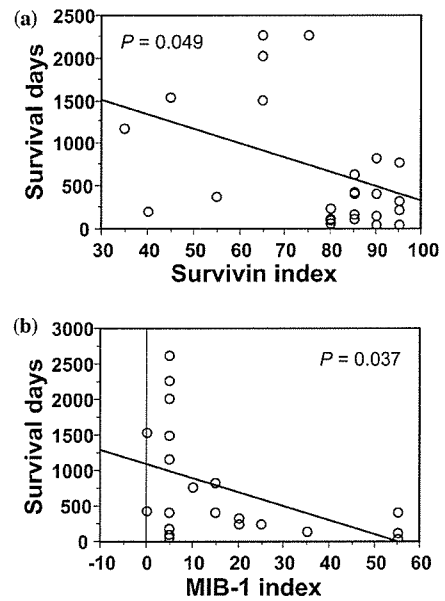 (a)
P = 0.049
Survival days
2500
2000
1500
1000
500
0
30 40 50 60 70 80 90 100
Survivin index
(b)
P = 0.037
Survival days
3000
2500
2000
1500
1000
500
0
-10 0 10 20 30 40 50 60
MIB-1 index